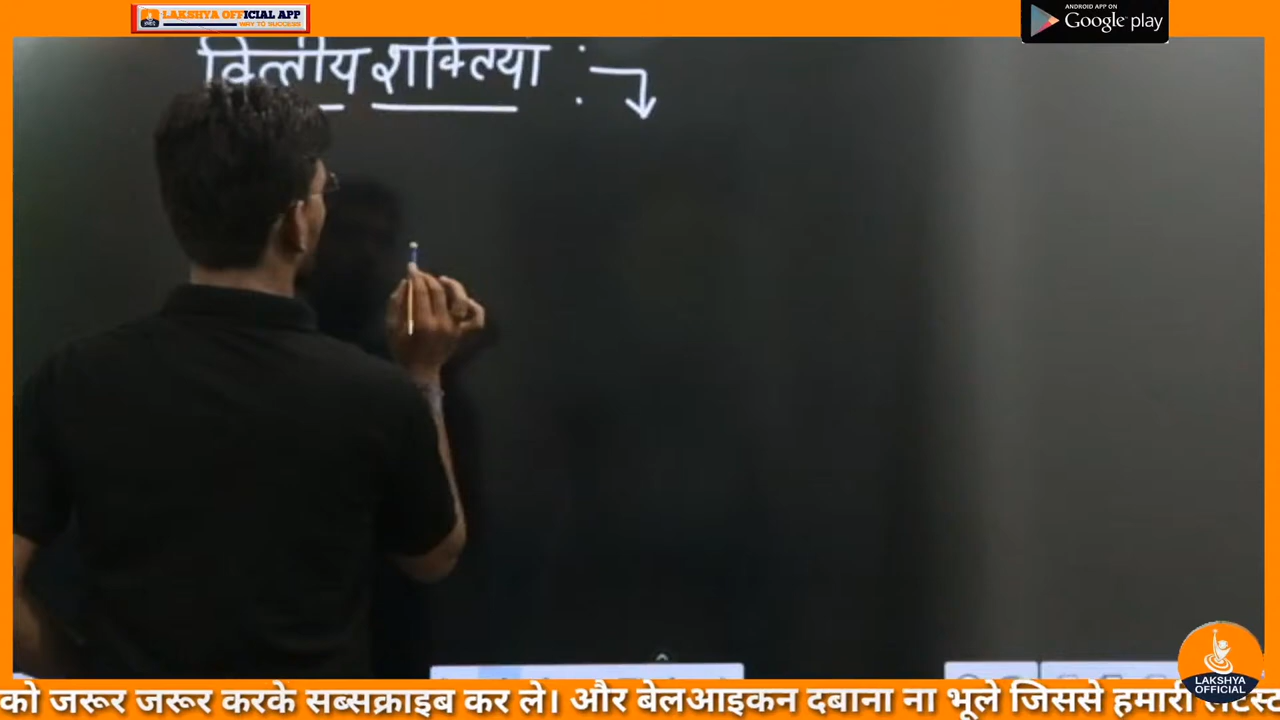 LAKSHYA OFFICIAL APP
WAY TO SUCCESS
ANDROID APP ON
Google play
वित्तीय शक्तियां :
LAKSHYA
OFFICIAL
को जरूर जरूर करके सब्सक्राइब कर ले। और बेलआइकन दबाना ना भूले जिससे हमारी